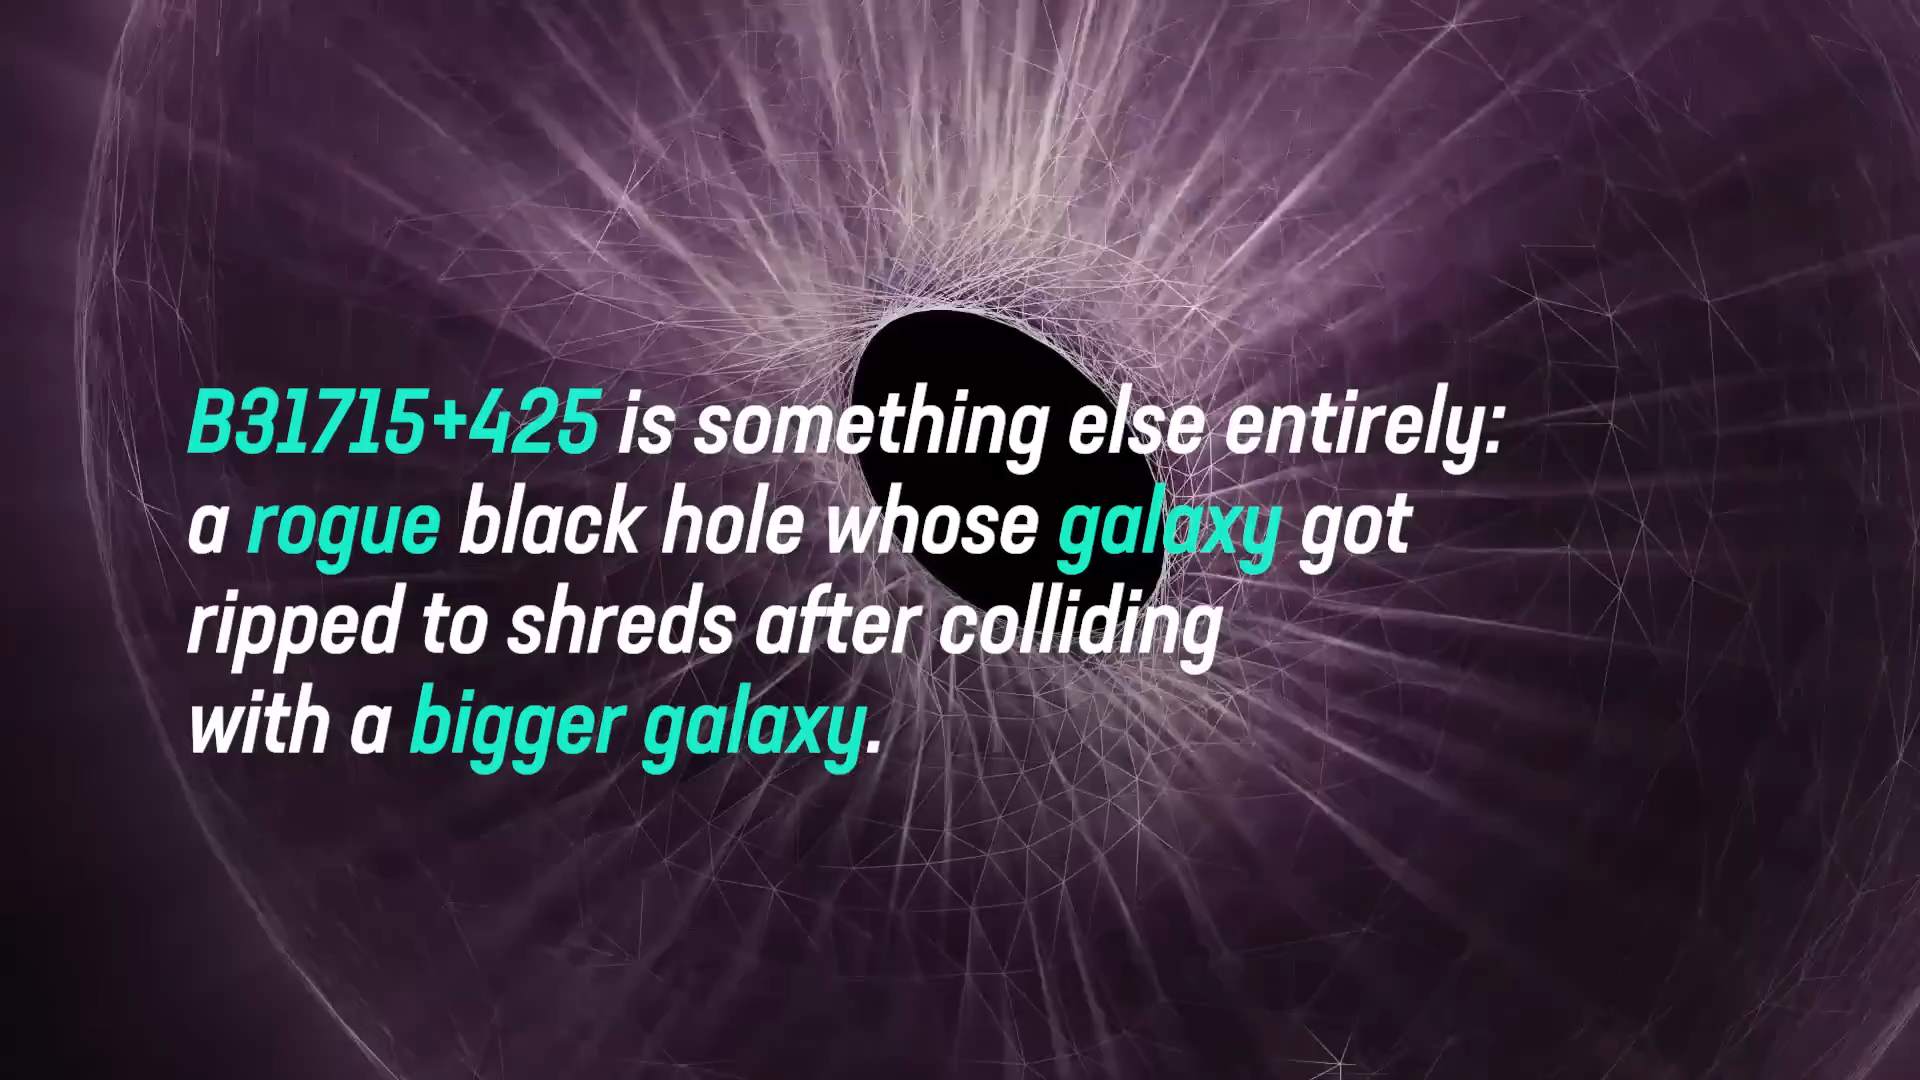 B31715+425 is something else entirely:
a rogue black hole whose galaxy got
ripped to shreds after colliding
with a bigger galaxy.